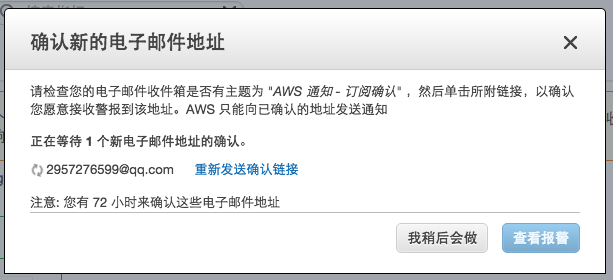 确认新的电子邮件地址
请检查您的电子邮件收件箱是否有主题为 "AWS 通知 - 订阅确认" ，然后单击所附链接，以确认
您愿意接收警报到该地址。AWS 只能向已确认的地址发送通知
正在等待 1 个新电子邮件地址的确认。
2957276599@qq.com 重新发送确认链接
注意: 您有 72 小时来确认这些电子邮件地址
我稍后会做 查看报警